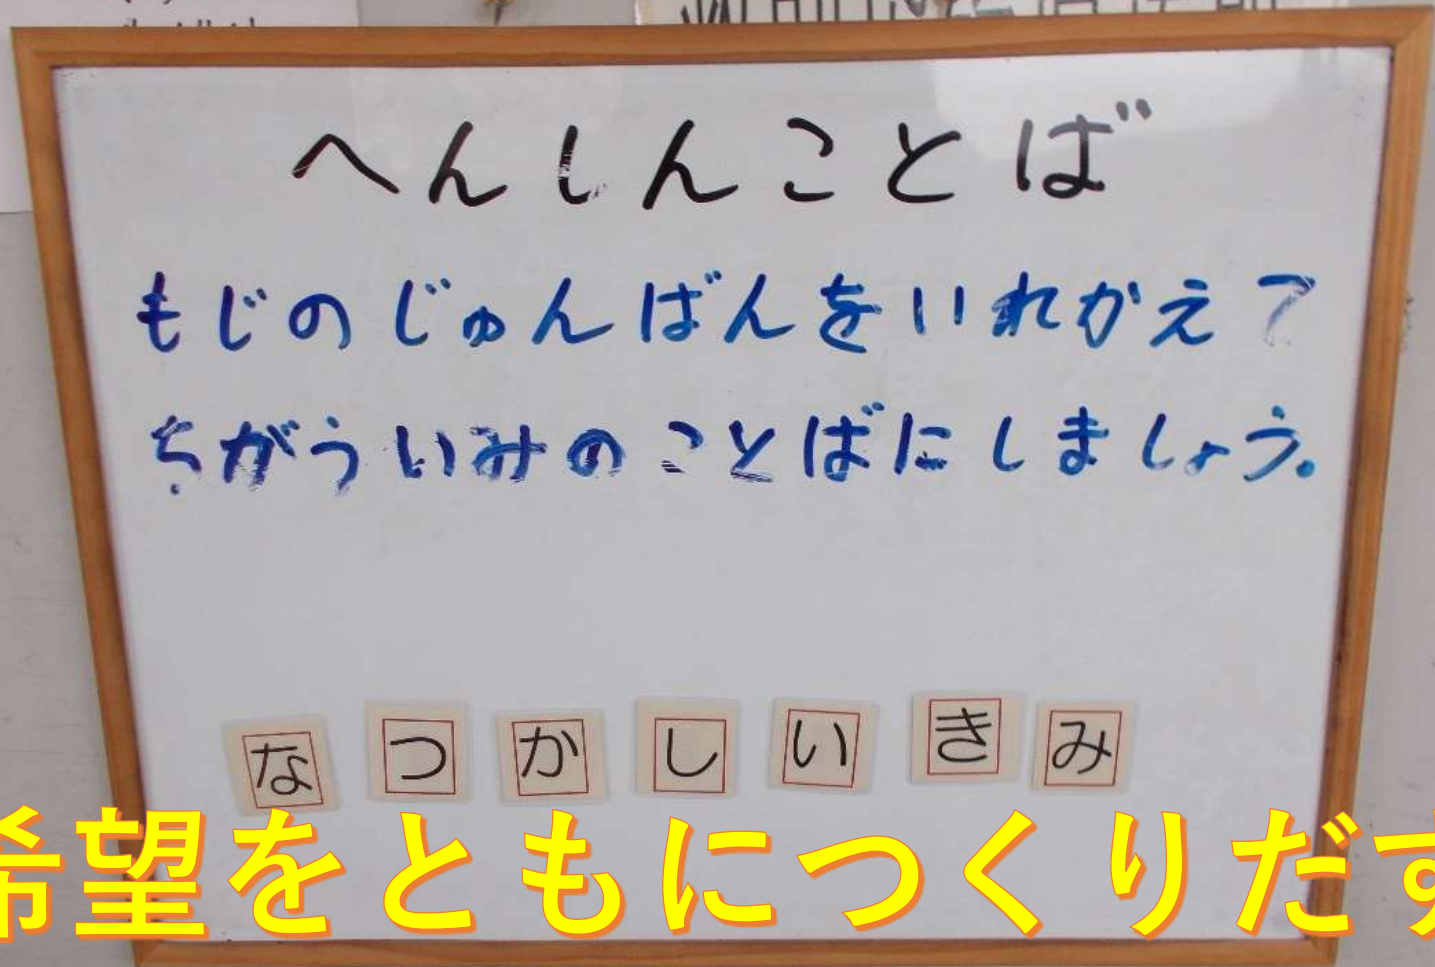 へんしんことば
もじのじゅんばんをいれかえて
ちがういみのことばにしましょう。
なつかしいきみ
希望をともにつくりだす